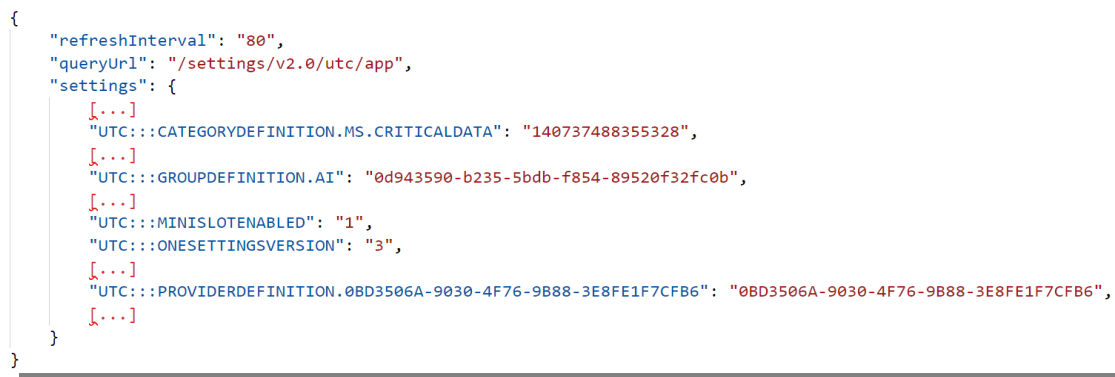 {
"refreshInterval": "80",
"queryUrl": "/settings/v2.0/utc/app",
"settings": {
[...]
"UTC:::CATEGORYDEFINITION.MS.CRITICALDATA": "140737488355328",
[...]
"UTC:::GROUPDEFINITION.AI": "0d943590-b235-5bdb-f854-89520f32fc0b",
[...]
"UTC:::MINISLOTENABLED": "1",
"UTC:::ONESETTINGSVERSION": "3",
[...]
"UTC:::PROVIDERDEFINITION.0BD3506A-9030-4F76-9B88-3E8FE1F7CFB6": "0BD3506A-9030-4F76-9B88-3E8FE1F7CFB6",
[...]
}
}